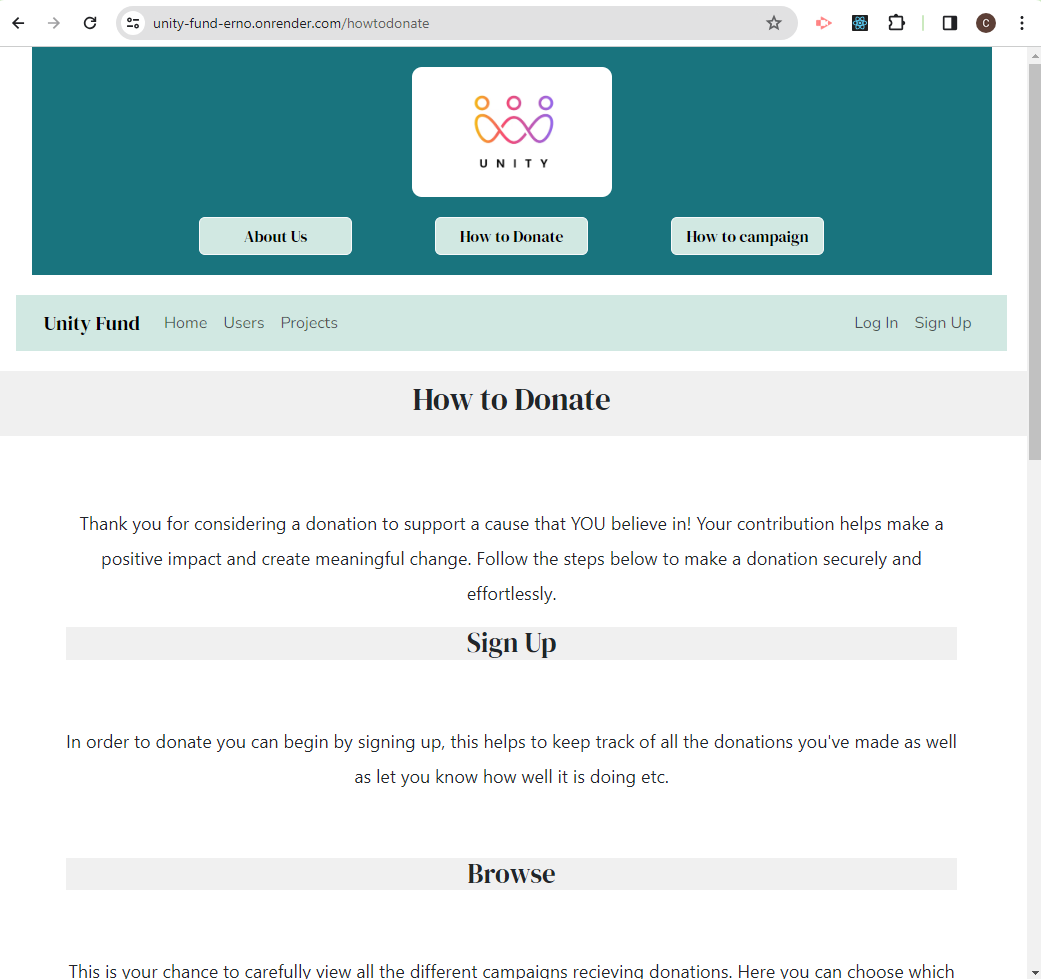 unity-fund-erno.onrender.com/howtodonate
C
UNITY
About Us
How to Donate
How to campaign
Unity Fund Home Users Projects Log In Sign Up
How to Donate
Thank you for considering a donation to support a cause that YOU believe in! Your contribution helps make a
positive impact and create meaningful change. Follow the steps below to make a donation securely and
effortlessly.
Sign Up
In order to donate you can begin by signing up, this helps to keep track of all the donations you've made as well
as let you know how well it is doing etc.
Browse
This is your chance to carefully view all the different campaigns recieving donations. Here you can choose which